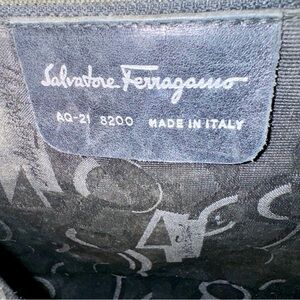 Salvatore Ferragamo
AQ-21 8200 MADE IN ITALY